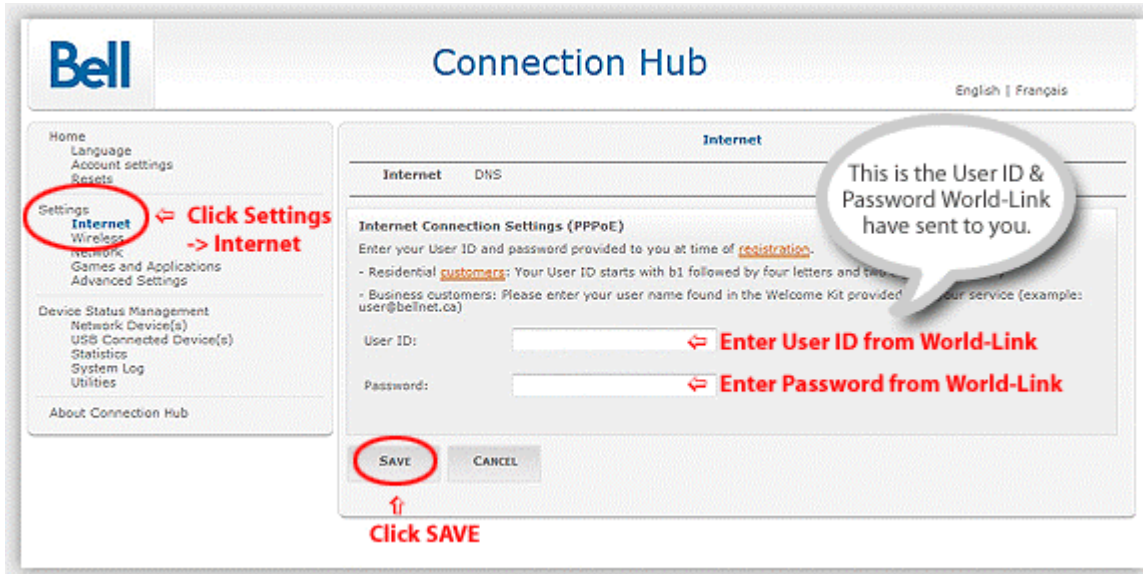 Bell
Connection Hub
English | Français
Home
Language
Account settings
Resets
Settings
Internet
Wireless
Network
Games and Applications
Advanced Settings
Device Status Management
Network Device(s)
USB Connected Device(s)
Statistics
System Log
Utilities
About Connection Hub
⇦ Click Settings
-> Internet
Internet
Internet DNS
This is the User ID &
Password World-Link
have sent to you.
Internet Connection Settings (PPPoE)
Enter your User ID and password provided to you at time of registration.
- Residential customers: Your User ID starts with b1 followed by four letters and two
- Business customers: Please enter your user name found in the Welcome Kit provided your service (example:
user@bellnet.ca)
User ID: ⇦ Enter User ID from World-Link
Password: ⇦ Enter Password from World-Link
SAVE CANCEL
⇧
Click SAVE